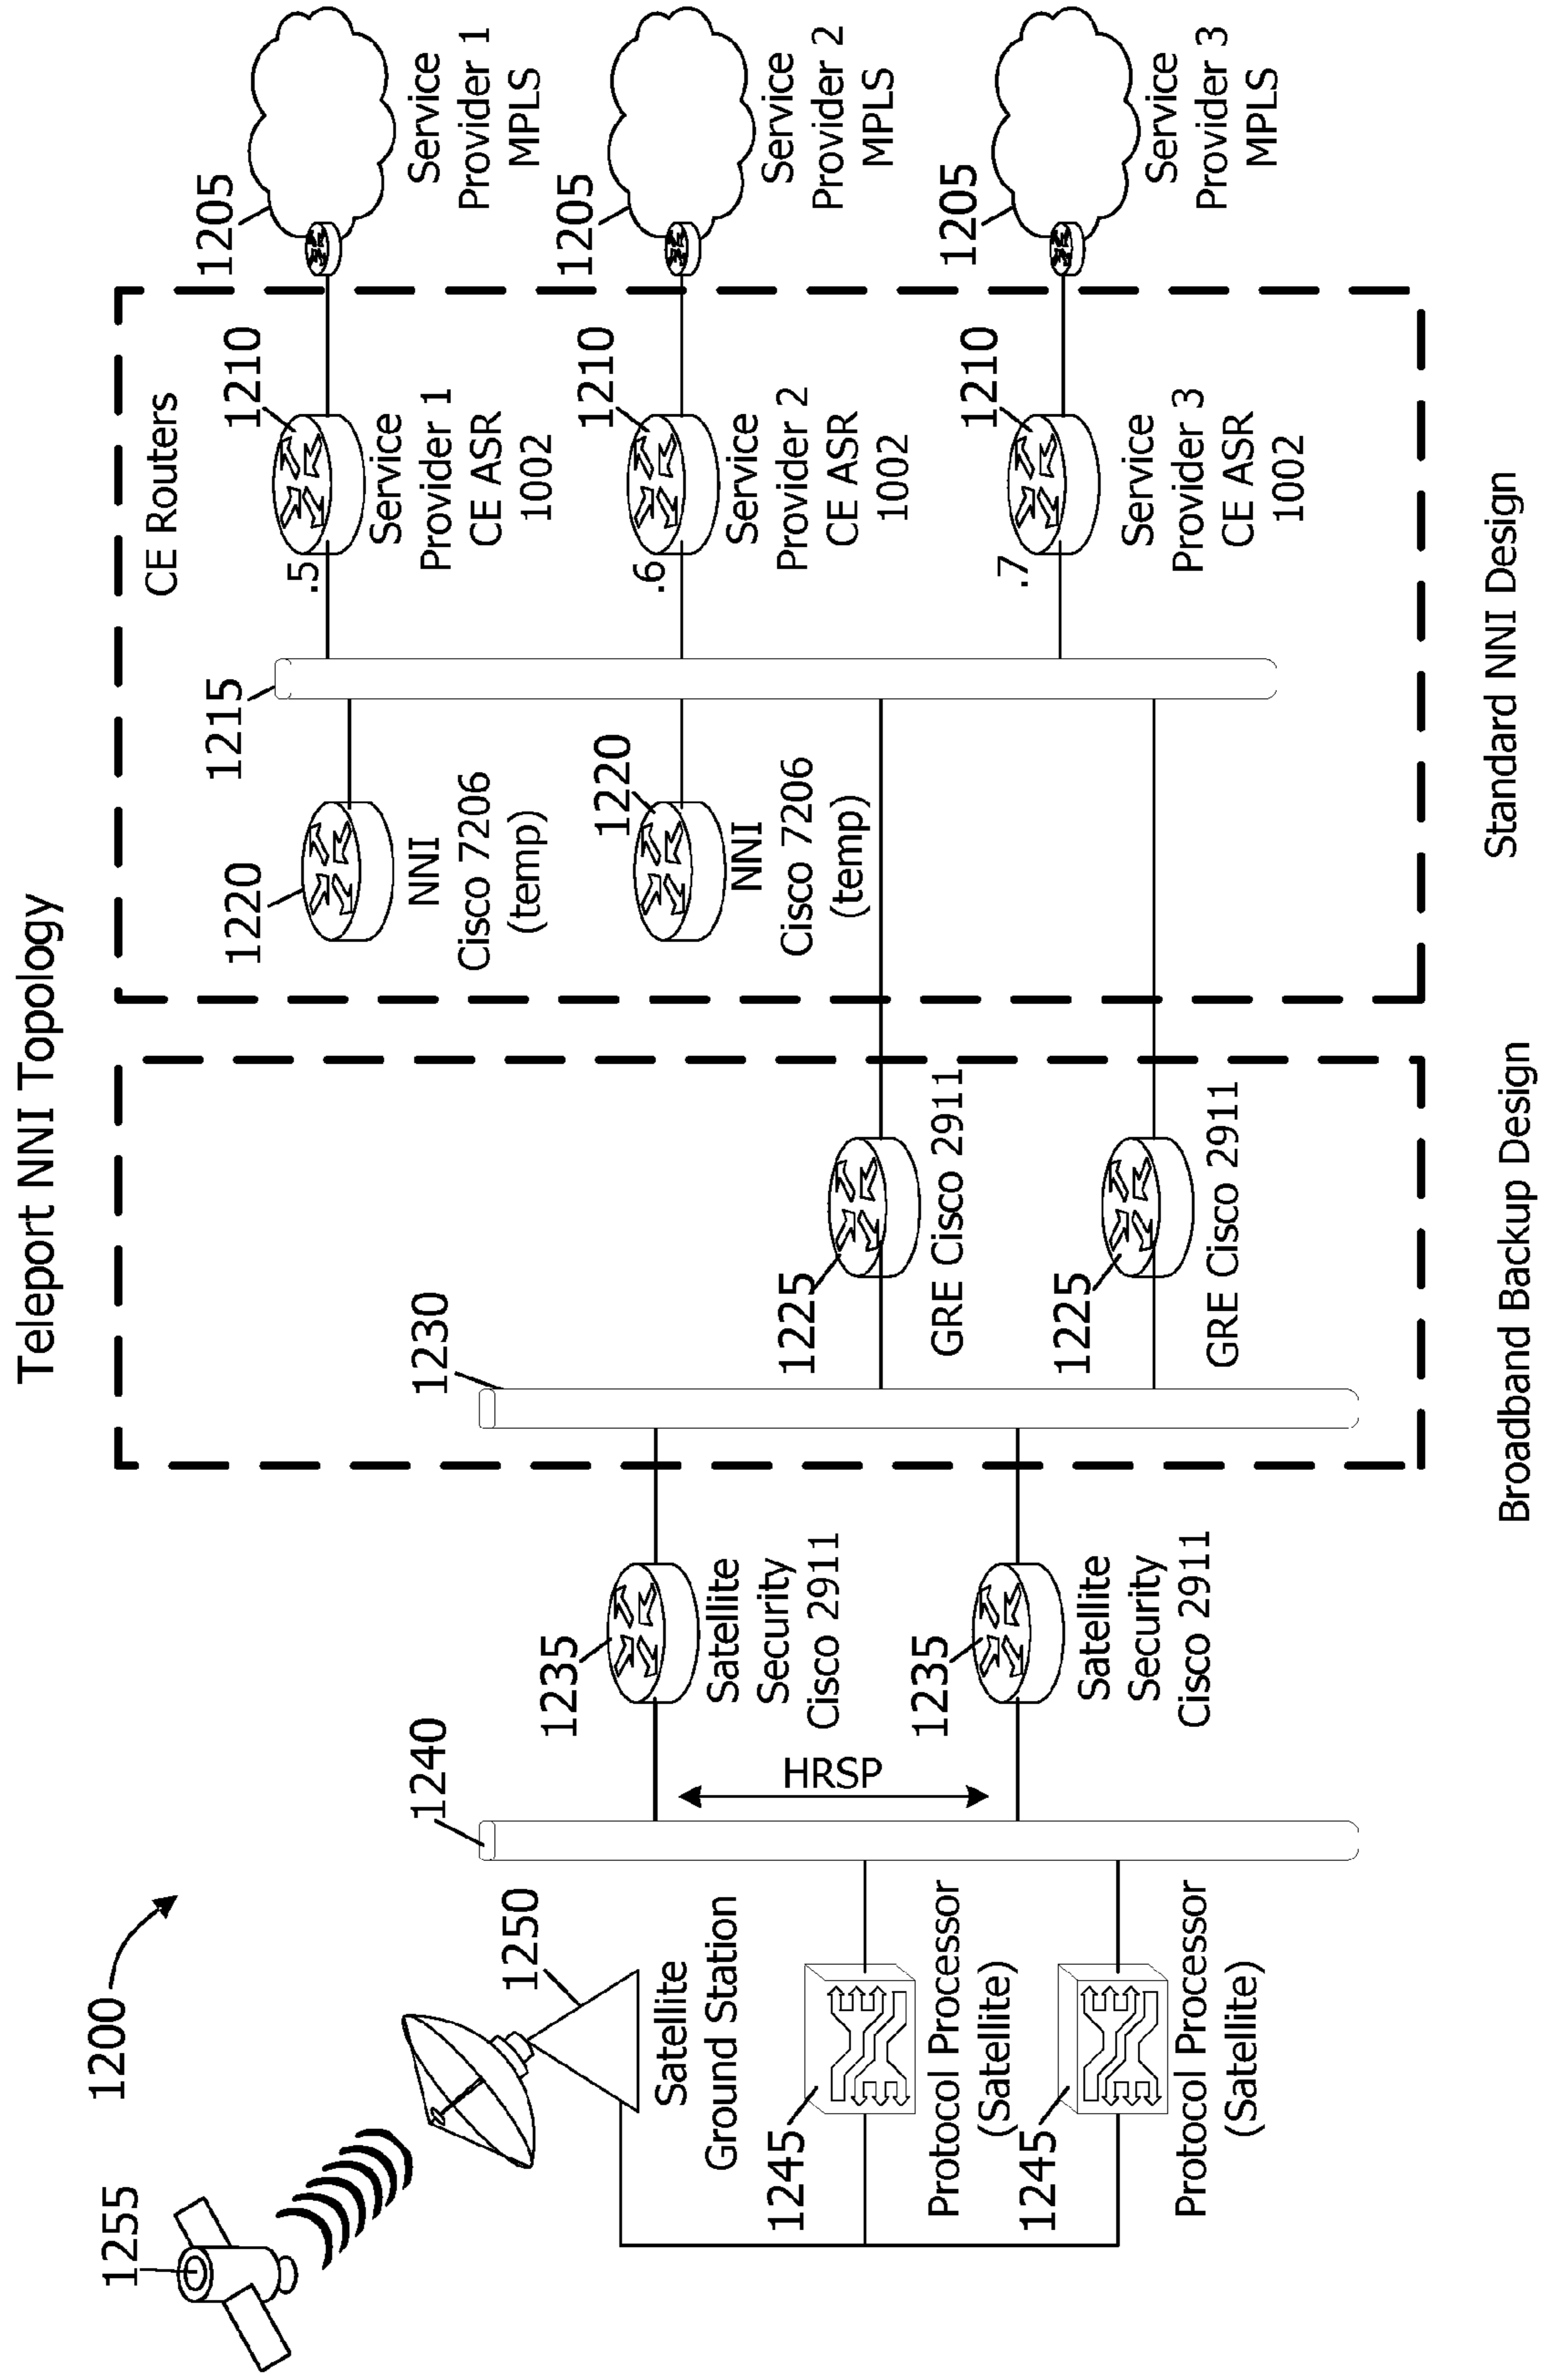 Teleport NNI Topology
1200
1255
1250
Satellite
Ground Station
1245
Protocol Processor
(Satellite)
1245
Protocol Processor
(Satellite)
1240
HRSP
1235
Satellite
Security
Cisco 2911
1235
Satellite
Security
Cisco 2911
1230
1225
GRE Cisco 2911
1225
GRE Cisco 2911
Broadband Backup Design
1220
NNI
Cisco 7206
(temp)
1220
NNI
Cisco 7206
(temp)
1215
CE Routers
1210
.5
Service
Provider 1
CE ASR
1002
1210
.6
Service
Provider 2
CE ASR
1002
1210
.7
Service
Provider 3
CE ASR
1002
Standard NNI Design
1205
Service
Provider 1
MPLS
1205
Service
Provider 2
MPLS
1205
Service
Provider 3
MPLS